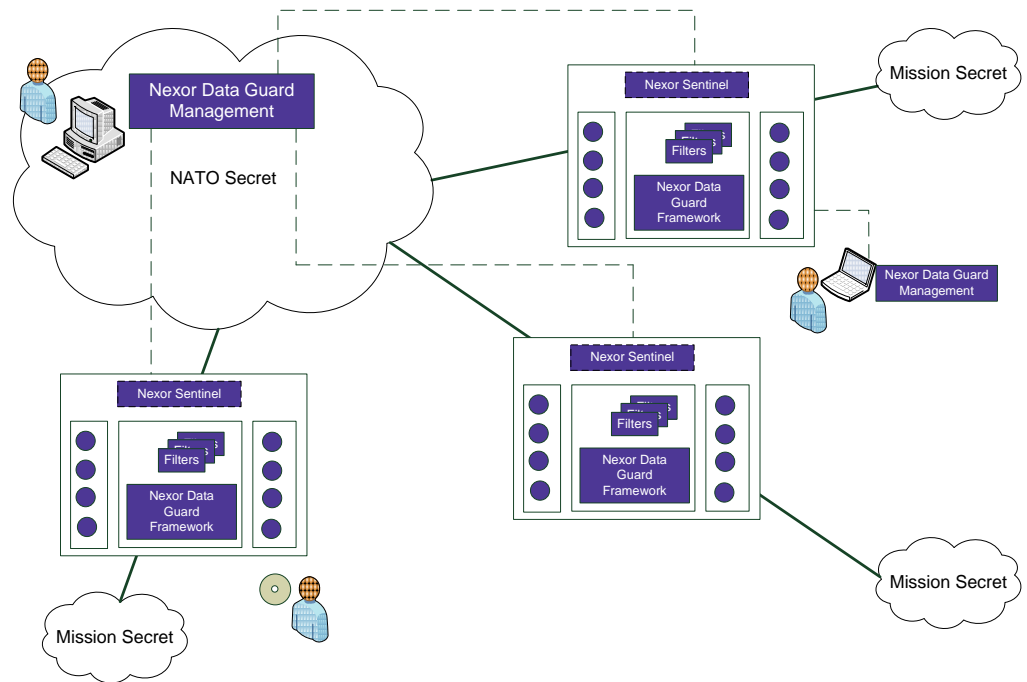 Nexor Data Guard
Management
NATO Secret
Nexor Sentinel
Filters
Nexor Data
Guard
Framework
Mission Secret
Nexor Data Guard
Management
Nexor Sentinel
Filters
Nexor Data
Guard
Framework
Mission Secret
Nexor Sentinel
Filters
Nexor Data
Guard
Framework
Mission Secret